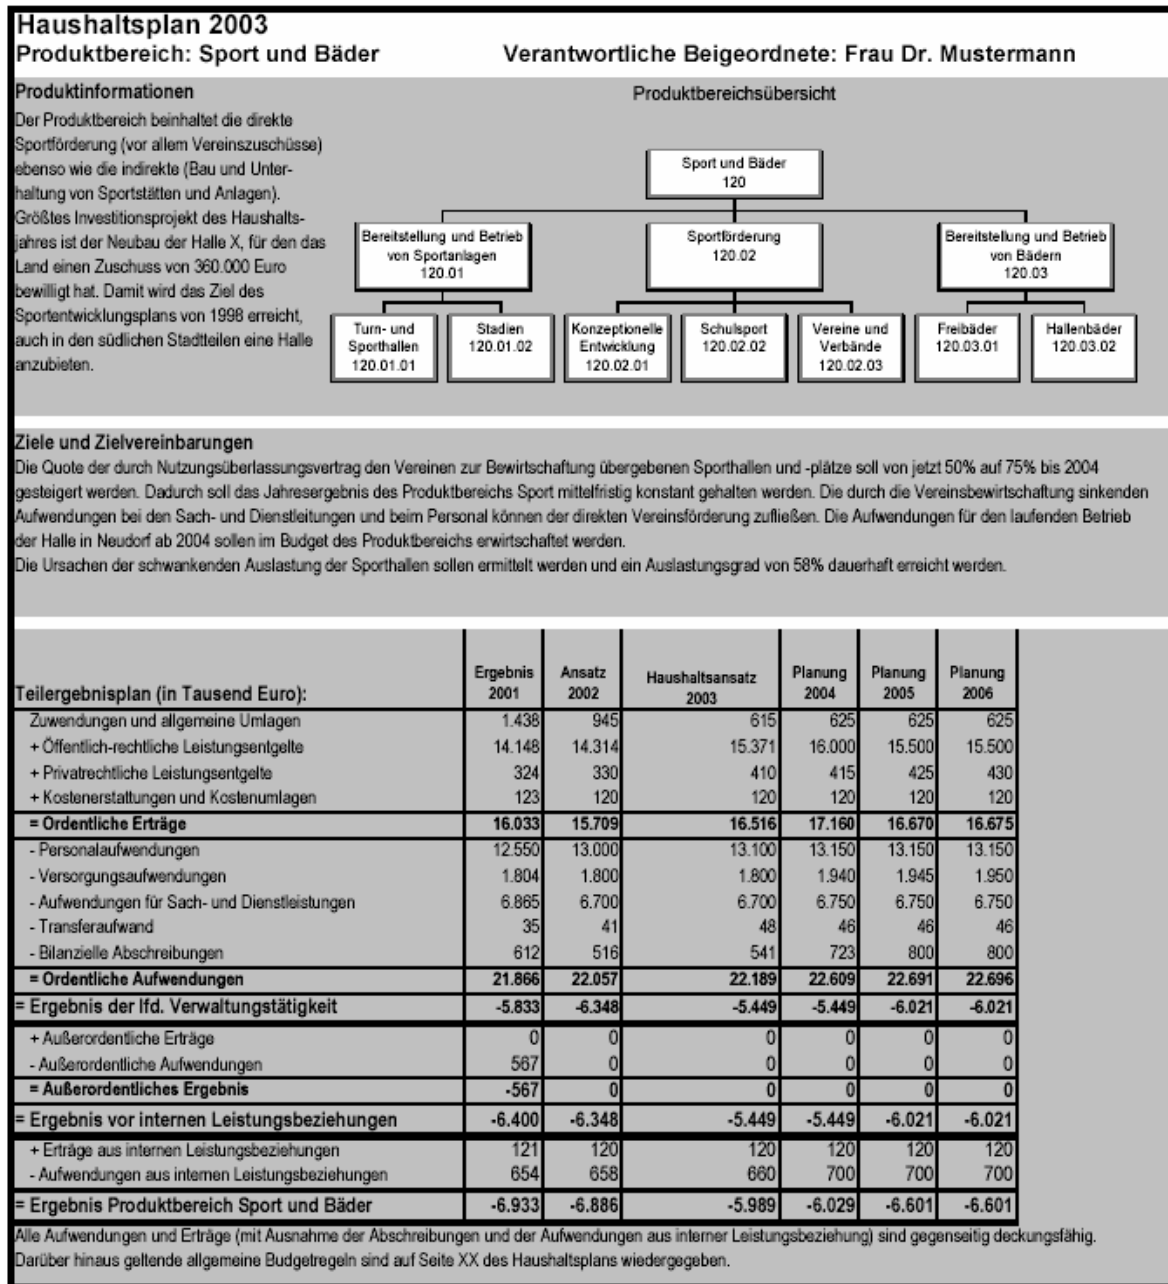 Haushaltsplan 2003
Produktbereich: Sport und Bäder Verantwortliche Beigeordnete: Frau Dr. Mustermann
Produktinformationen
Der Produktbereich beinhaltet die direkte
Sportförderung (vor allem Vereinszuschüsse)
ebenso wie die indirekte (Bau und Unter-
haltung von Sportstätten und Anlagen).
Größtes Investitionsprojekt des Haushalts-
jahres ist der Neubau der Halle X, für den das
Land einen Zuschuss von 360.000 Euro
bewilligt hat. Damit wird das Ziel des
Sportentwicklungsplans von 1998 erreicht,
auch in den südlichen Stadtteilen eine Halle
anzubieten.
Produktbereichsübersicht
Sport und Bäder
120
Bereitstellung und Betrieb
von Sportanlagen
120.01
Sportförderung
120.02
Bereitstellung und Betrieb
von Bädern
120.03
Turn- und
Sporthallen
120.01.01
Stadien
120.01.02
Konzeptionelle
Entwicklung
120.02.01
Schulsport
120.02.02
Vereine und
Verbände
120.02.03
Freibäder
120.03.01
Hallenbäder
120.03.02
Ziele und Zielvereinbarungen
Die Quote der durch Nutzungsüberlassungsvertrag den Vereinen zur Bewirtschaftung übergebenen Sporthallen und -plätze soll von jetzt 50% auf 75% bis 2004
gesteigert werden. Dadurch soll das Jahresergebnis des Produktbereichs Sport mittelfristig konstant gehalten werden. Die durch die Vereinsbewirtschaftung sinkenden
Aufwendungen bei den Sach- und Dienstleitungen und beim Personal können der direkten Vereinsförderung zufließen. Die Aufwendungen für den laufenden Betrieb
der Halle in Neudorf ab 2004 sollen im Budget des Produktbereichs erwirtschaftet werden.
Die Ursachen der schwankenden Auslastung der Sporthallen sollen ermittelt werden und ein Auslastungsgrad von 58% dauerhaft erreicht werden.
Teilergebnisplan (in Tausend Euro): Ergebnis 2001 Ansatz 2002 Haushaltsansatz 2003 Planung 2004 Planung 2005 Planung 2006
Zuwendungen und allgemeine Umlagen 1.438 945 615 625 625 625
+ Öffentlich-rechtliche Leistungsentgelte 14.148 14.314 15.371 16.000 15.500 15.500
+ Privatrechtliche Leistungsentgelte 324 330 410 415 425 430
+ Kostenerstattungen und Kostenumlagen 123 120 120 120 120 120
= Ordentliche Erträge 16.033 15.709 16.516 17.160 16.670 16.675
- Personalaufwendungen 12.550 13.000 13.100 13.150 13.150 13.150
- Versorgungsaufwendungen 1.804 1.800 1.800 1.940 1.945 1.950
- Aufwendungen für Sach- und Dienstleistungen 6.865 6.700 6.700 6.750 6.750 6.750
- Transferaufwand 35 41 48 46 46 46
- Bilanzielle Abschreibungen 612 516 541 723 800 800
= Ordentliche Aufwendungen 21.866 22.057 22.189 22.609 22.691 22.696
= Ergebnis der lfd. Verwaltungstätigkeit -5.833 -6.348 -5.449 -5.449 -6.021 -6.021
+ Außerordentliche Erträge 0 0 0 0 0 0
- Außerordentliche Aufwendungen 567 0 0 0 0 0
= Außerordentliches Ergebnis -567 0 0 0 0 0
= Ergebnis vor internen Leistungsbeziehungen -6.400 -6.348 -5.449 -5.449 -6.021 -6.021
+ Erträge aus internen Leistungsbeziehungen 121 120 120 120 120 120
- Aufwendungen aus internen Leistungsbeziehungen 654 658 660 700 700 700
= Ergebnis Produktbereich Sport und Bäder -6.933 -6.886 -5.989 -6.029 -6.601 -6.601
Alle Aufwendungen und Erträge (mit Ausnahme der Abschreibungen und der Aufwendungen aus interner Leistungsbeziehung) sind gegenseitig deckungsfähig.
Darüber hinaus geltende allgemeine Budgetregeln sind auf Seite XX des Haushaltsplans wiedergegeben.